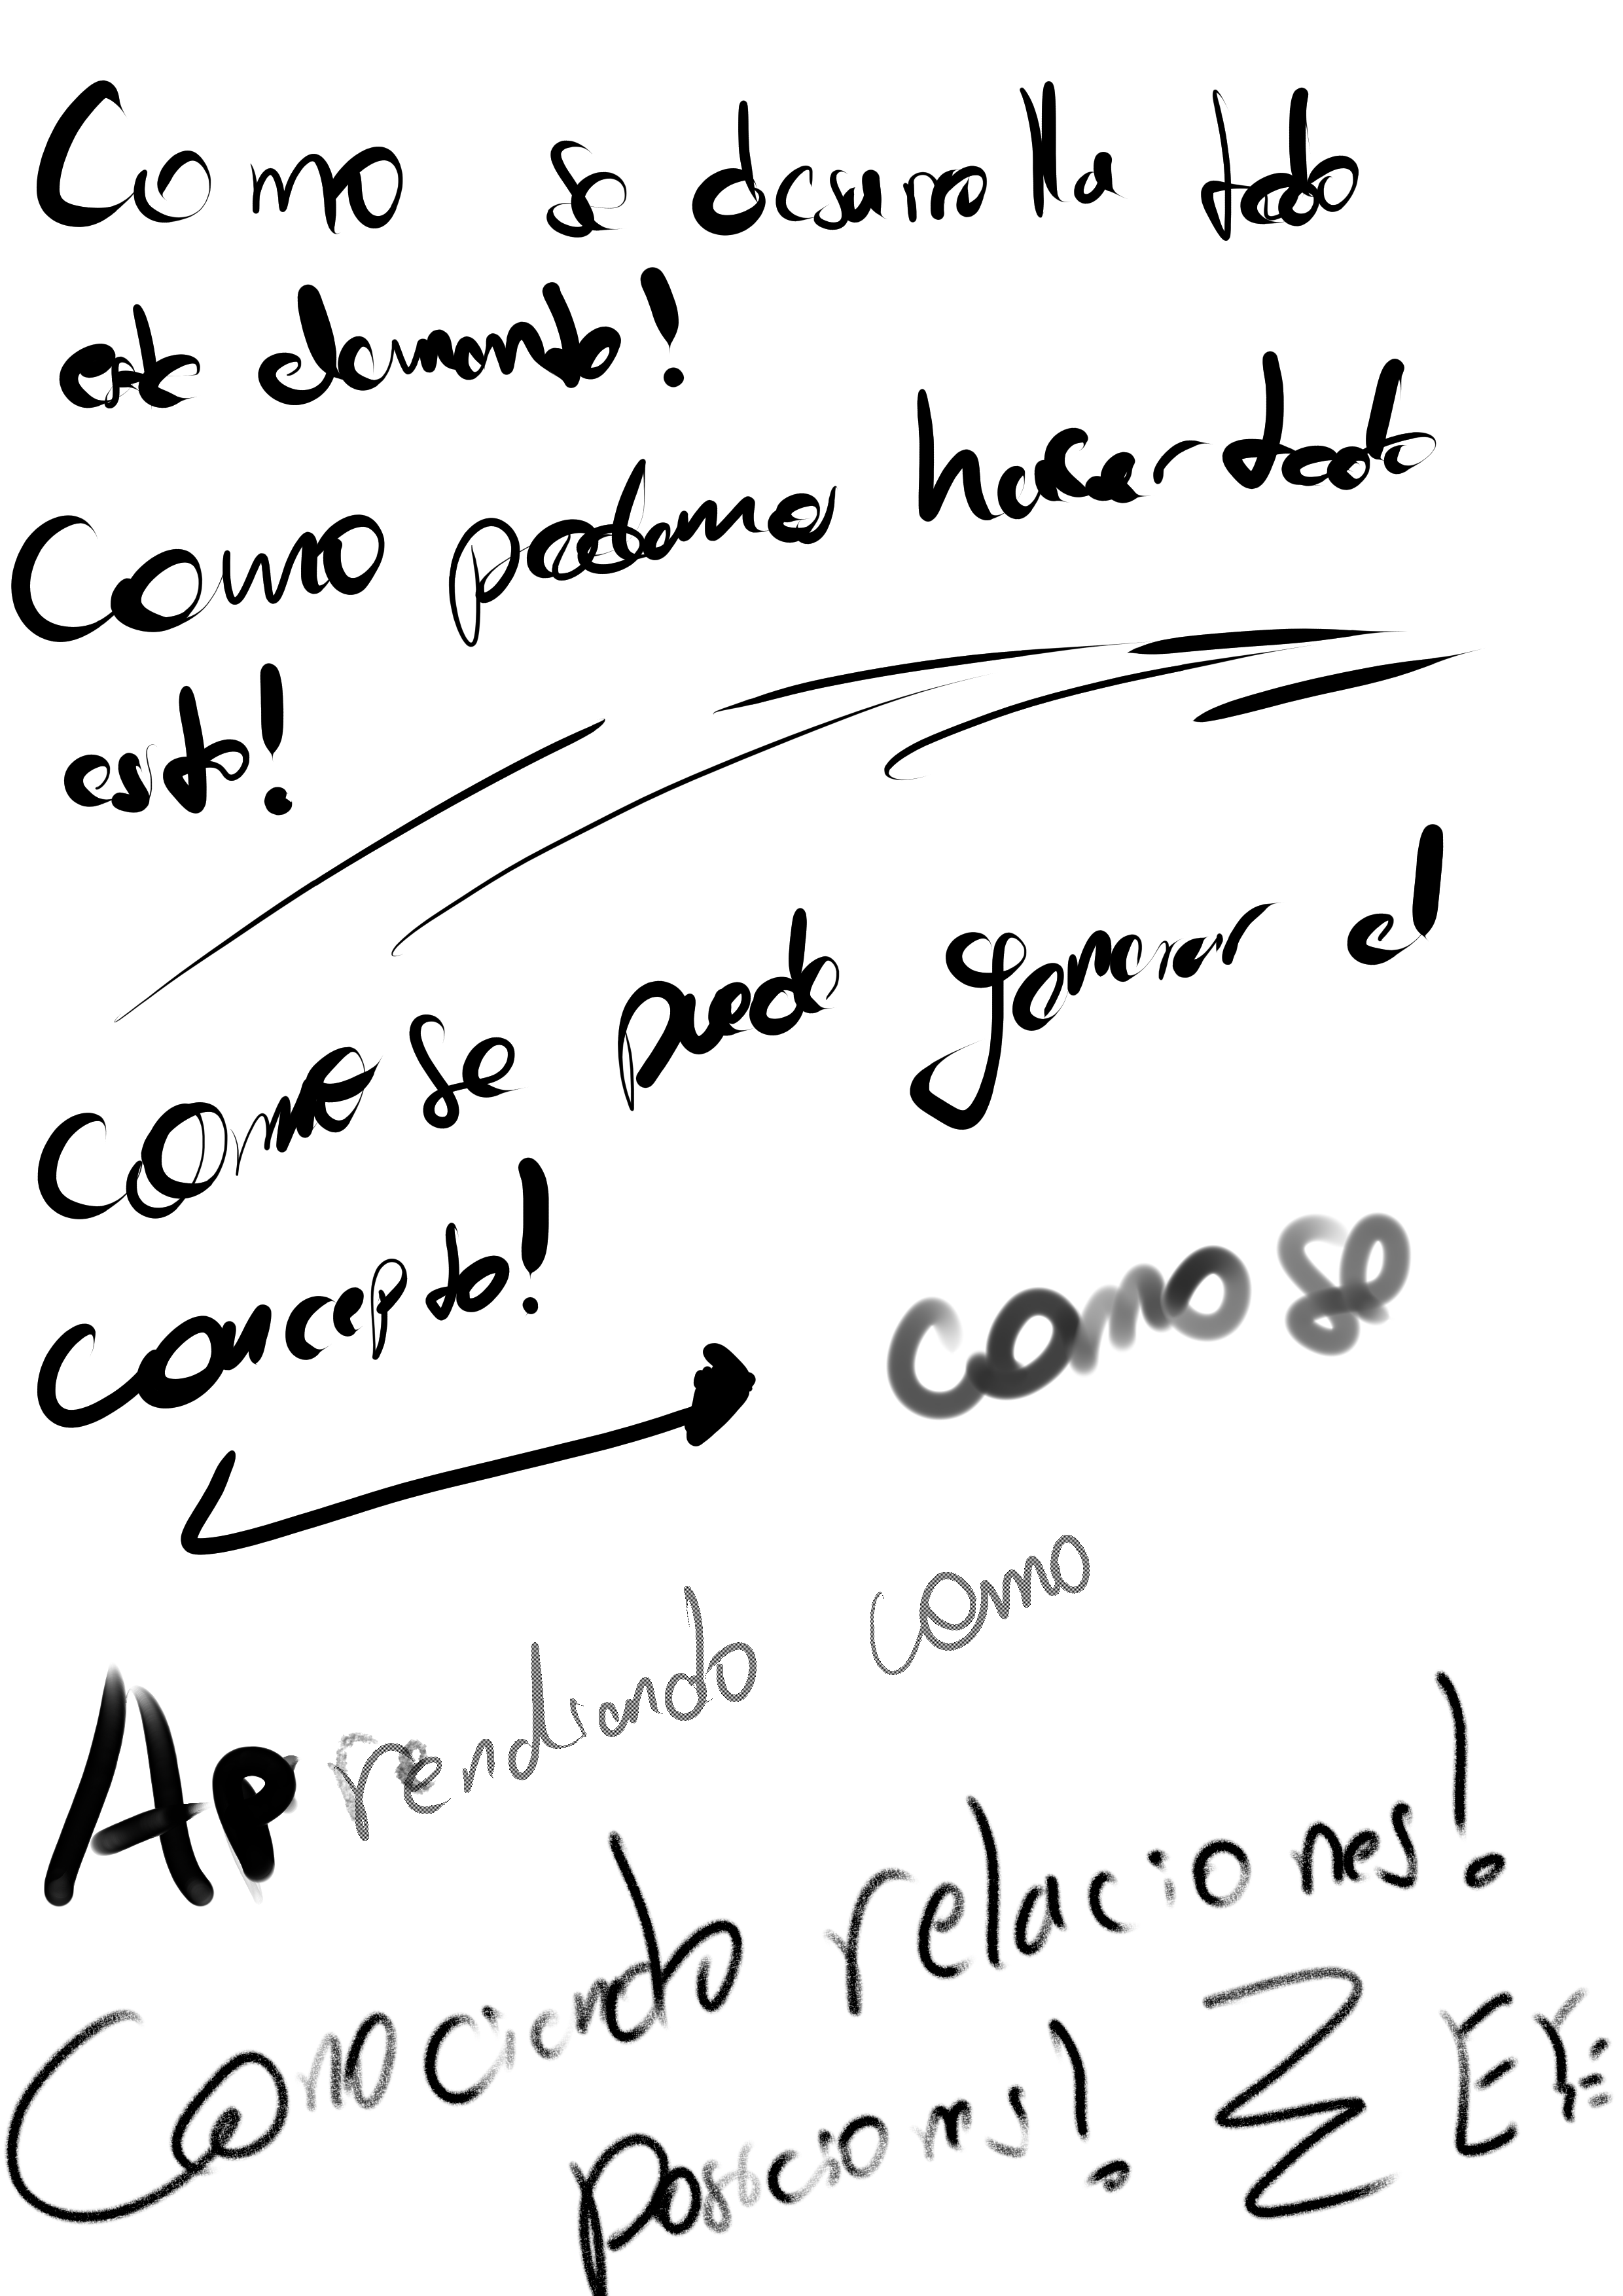 Como se desarrolla todo
este elemento!
Como podemos hacer todo
esto!
Como se puede generar el
concepto!
como se
Aprendiendo como
Conociendo relaciones!
posiciones!